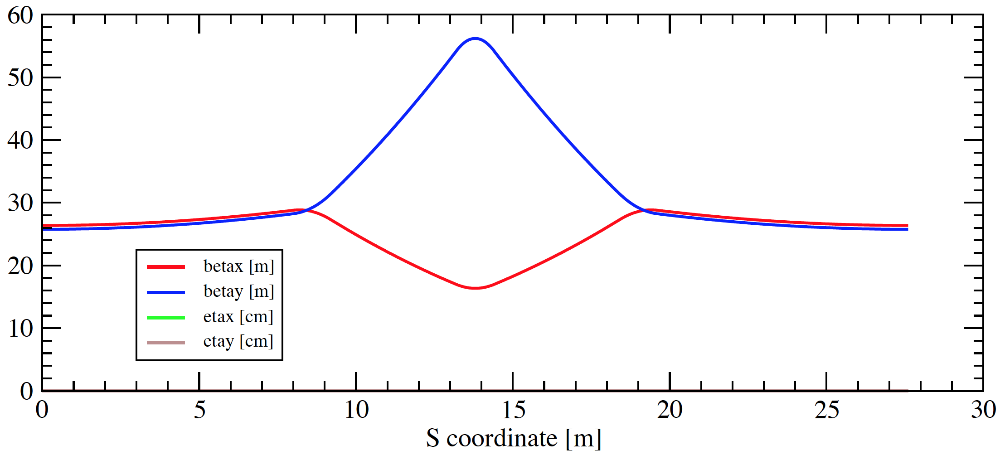 60
50
40
30
20
10
0
betax [m]
betay [m]
etax [cm]
etay [cm]
0 5 10 15 20 25 30
S coordinate [m]